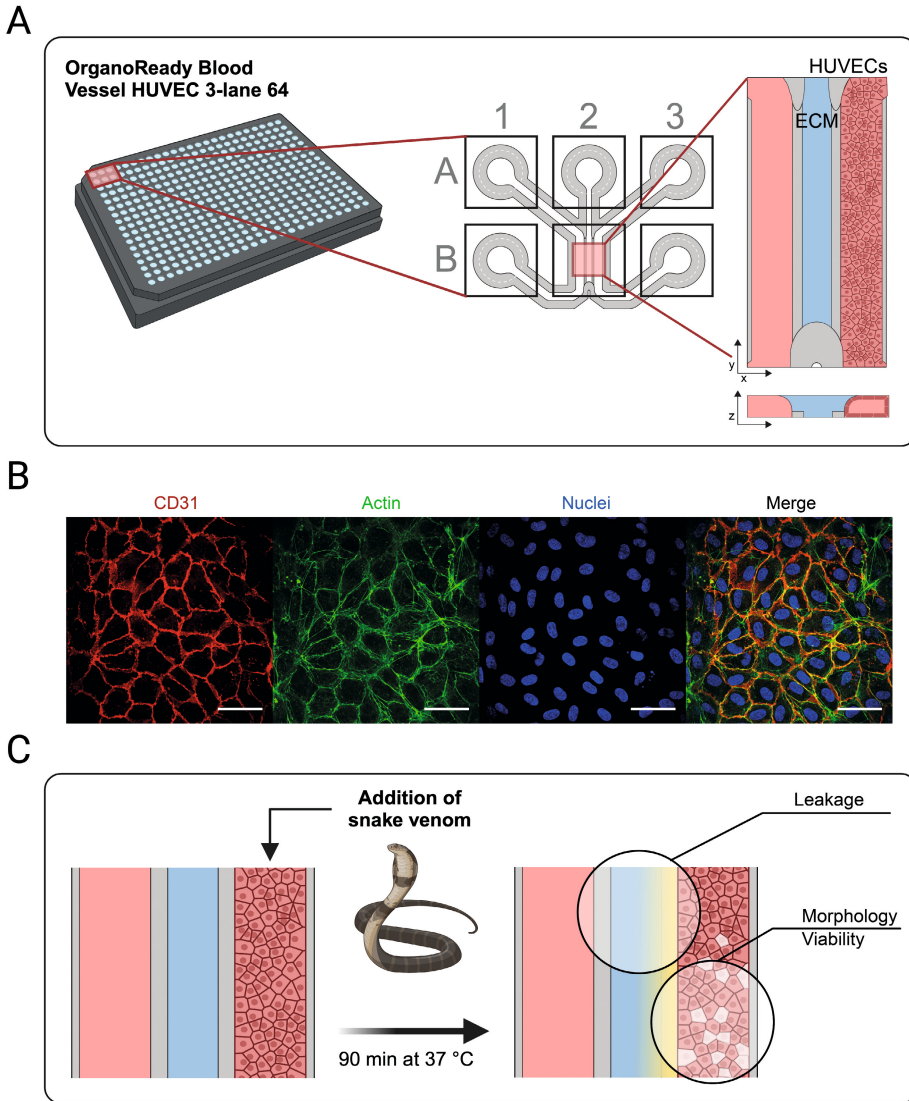 A
OrganoReady Blood
Vessel HUVEC 3-lane 64
1 2 3
A
B
HUVECs
ECM
y
x
z
B
CD31 Actin Nuclei Merge
C
Addition of
snake venom
90 min at 37 °C
Leakage
Morphology
Viability